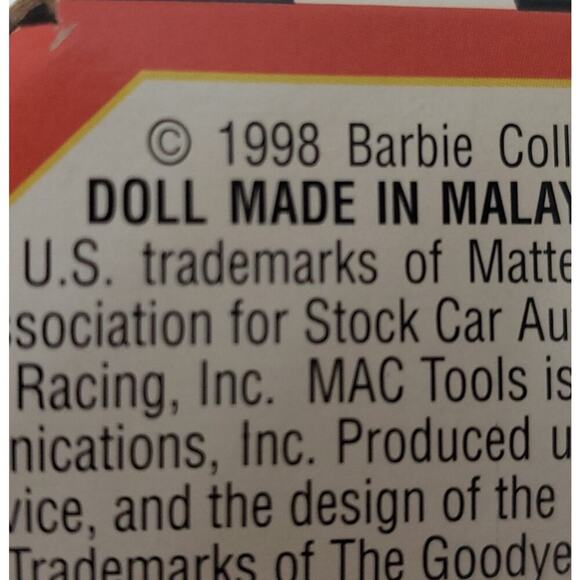 © 1998 Barbie Coll
DOLL MADE IN MALAY
U.S. trademarks of Matte
ssociation for Stock Car Au
Racing, Inc. MAC Tools is
nications, Inc. Produced u
vice, and the design of the
Trademarks of The Goodye